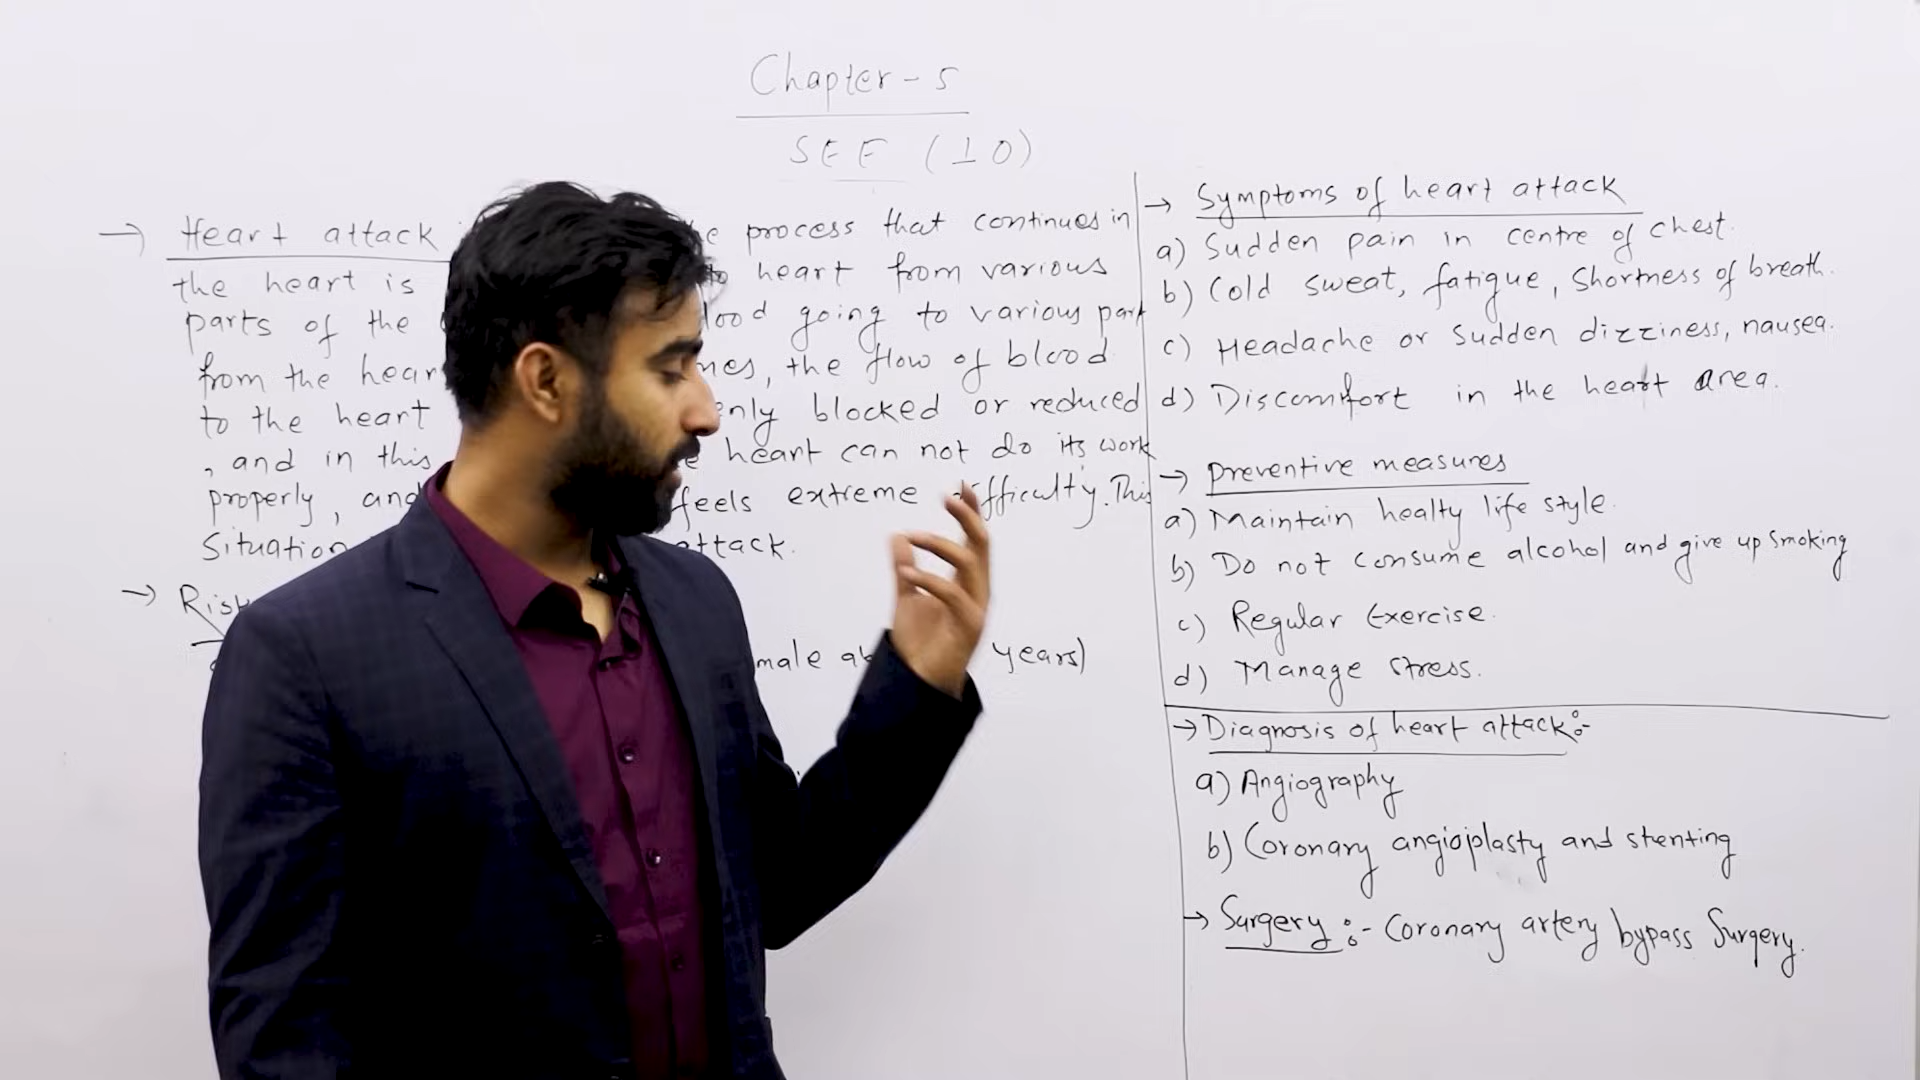 Chapter - 5
SEE (10)
→ Heart attack process that continues in
the heart is to heart from various
parts of the going to various part
from the hear mes, the flow of blood
to the heart enly blocked or reduced
, and in this heart can not do its work
properly, and feels extreme difficulty. This
Situation attack.
→ Risk
male years)
→ Symptoms of heart attack
a) Sudden pain in centre of chest.
b) Cold sweat, fatigue, Shortness of breath.
c) Headache or sudden dizziness, nausea.
d) Discomfort in the heart area.
→ Preventive measures
a) Maintain healty life style.
b) Do not consume alcohol and give up smoking
c) Regular Exercise.
d) Manage stress.
→ Diagnosis of heart attack:-
a) Angiography
b) Coronary angioplasty and stenting
→ Surgery :- Coronary artery bypass Surgery.